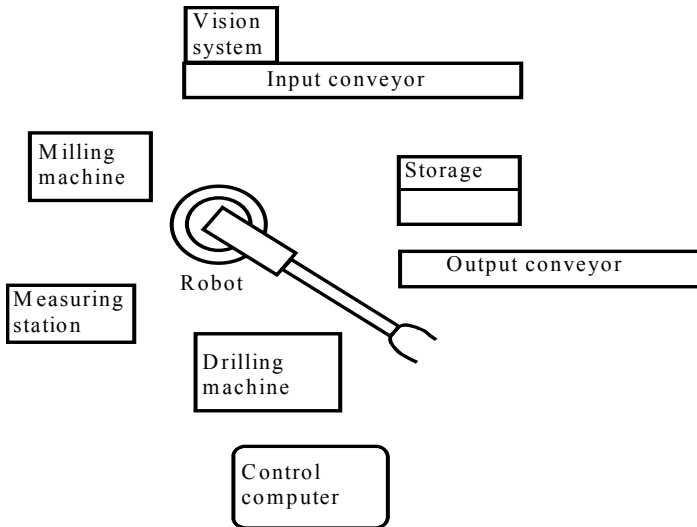 Vision
system
Input conveyor
Milling
machine
Storage
Robot
Output conveyor
Measuring
station
Drilling
machine
Control
computer